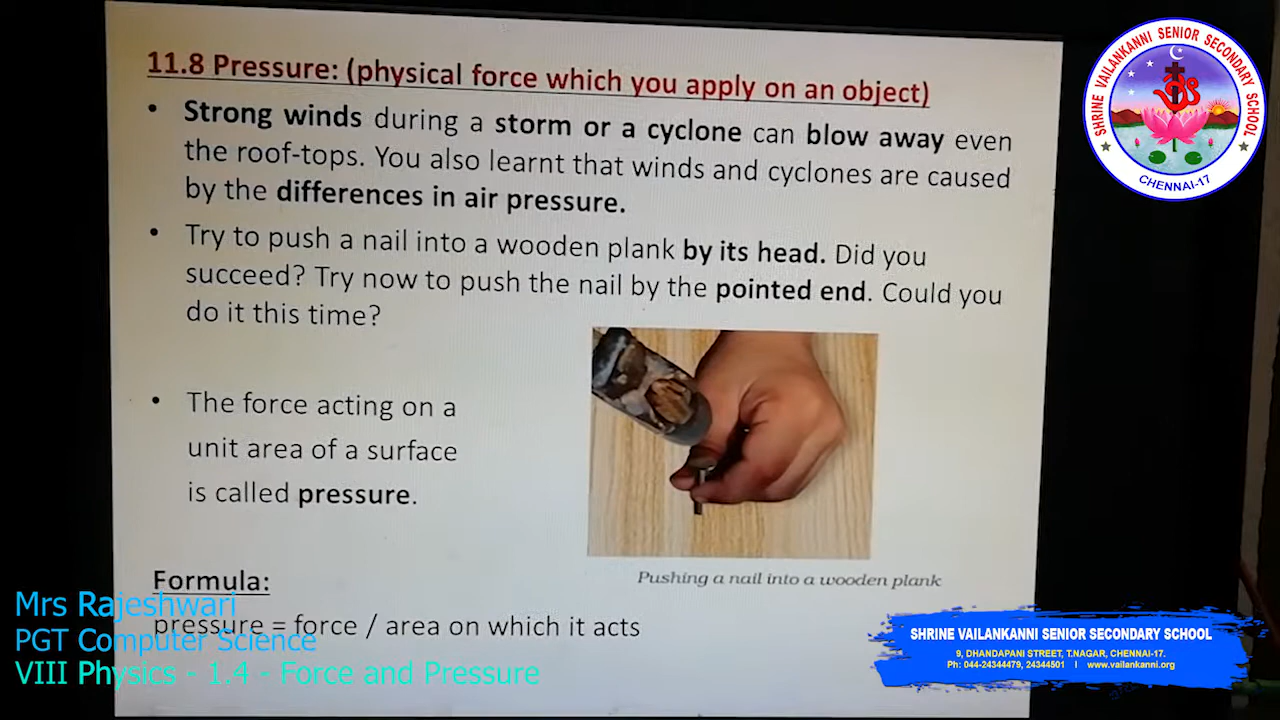 11.8 Pressure: (physical force which you apply on an object)
• Strong winds during a storm or a cyclone can blow away even
the roof-tops. You also learnt that winds and cyclones are caused
by the differences in air pressure.
• Try to push a nail into a wooden plank by its head. Did you
succeed? Try now to push the nail by the pointed end. Could you
do it this time?
• The force acting on a
unit area of a surface
is called pressure.
Pushing a nail into a wooden plank
Formula:
pressure = force / area on which it acts
Mrs Rajeshwari
PGT Computer Science
VIII Physics - 1.4 - Force and Pressure
SHRINE VAILANKANNI SENIOR SECONDARY SCHOOL
CHENNAI-17
SHRINE VAILANKANNI SENIOR SECONDARY SCHOOL
9, DHANDAPANI STREET, T.NAGAR, CHENNAI-17.
Ph: 044-24344479, 24344501 I www.vailankanni.org